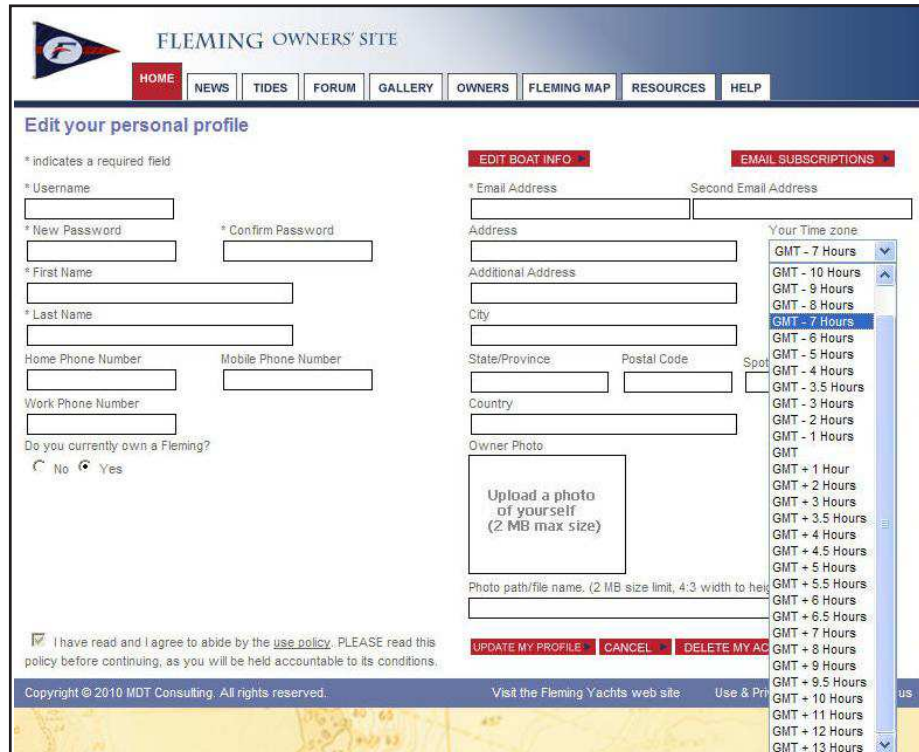 FLEMING OWNERS' SITE
HOME NEWS TIDES FORUM GALLERY OWNERS FLEMING MAP RESOURCES HELP
Edit your personal profile
* indicates a required field
EDIT BOAT INFO
EMAIL SUBSCRIPTIONS
* Username
* New Password
* Confirm Password
* First Name
* Last Name
Home Phone Number
Mobile Phone Number
Work Phone Number
Do you currently own a Fleming?
No Yes
* Email Address
Second Email Address
Address
Your Time zone
GMT - 7 Hours
Additional Address
City
State/Province
Postal Code
Spot
Country
Owner Photo
Upload a photo
of yourself
(2 MB max size)
Photo path/file name, (2 MB size limit, 4:3 width to
GMT - 10 Hours
GMT - 9 Hours
GMT - 8 Hours
GMT - 7 Hours
GMT - 6 Hours
GMT - 5 Hours
GMT - 4 Hours
GMT - 3.5 Hours
GMT - 3 Hours
GMT - 2 Hours
GMT - 1 Hours
GMT
GMT + 1 Hour
GMT + 2 Hours
GMT + 3 Hours
GMT + 3.5 Hours
GMT + 4 Hours
GMT + 4.5 Hours
GMT + 5 Hours
GMT + 5.5 Hours
GMT + 6 Hours
GMT + 6.5 Hours
GMT + 7 Hours
GMT + 8 Hours
GMT + 9 Hours
GMT + 9.5 Hours
GMT + 10 Hours
GMT + 11 Hours
GMT + 12 Hours
GMT + 13 Hours
I have read and I agree to abide by the use policy. PLEASE read this
policy before continuing, as you will be held accountable to its conditions.
UPDATE MY PROFILE
CANCEL
DELETE MY AC
Copyright © 2010 MDT Consulting. All rights reserved.
Visit the Fleming Yachts web site
Use & Pri
us